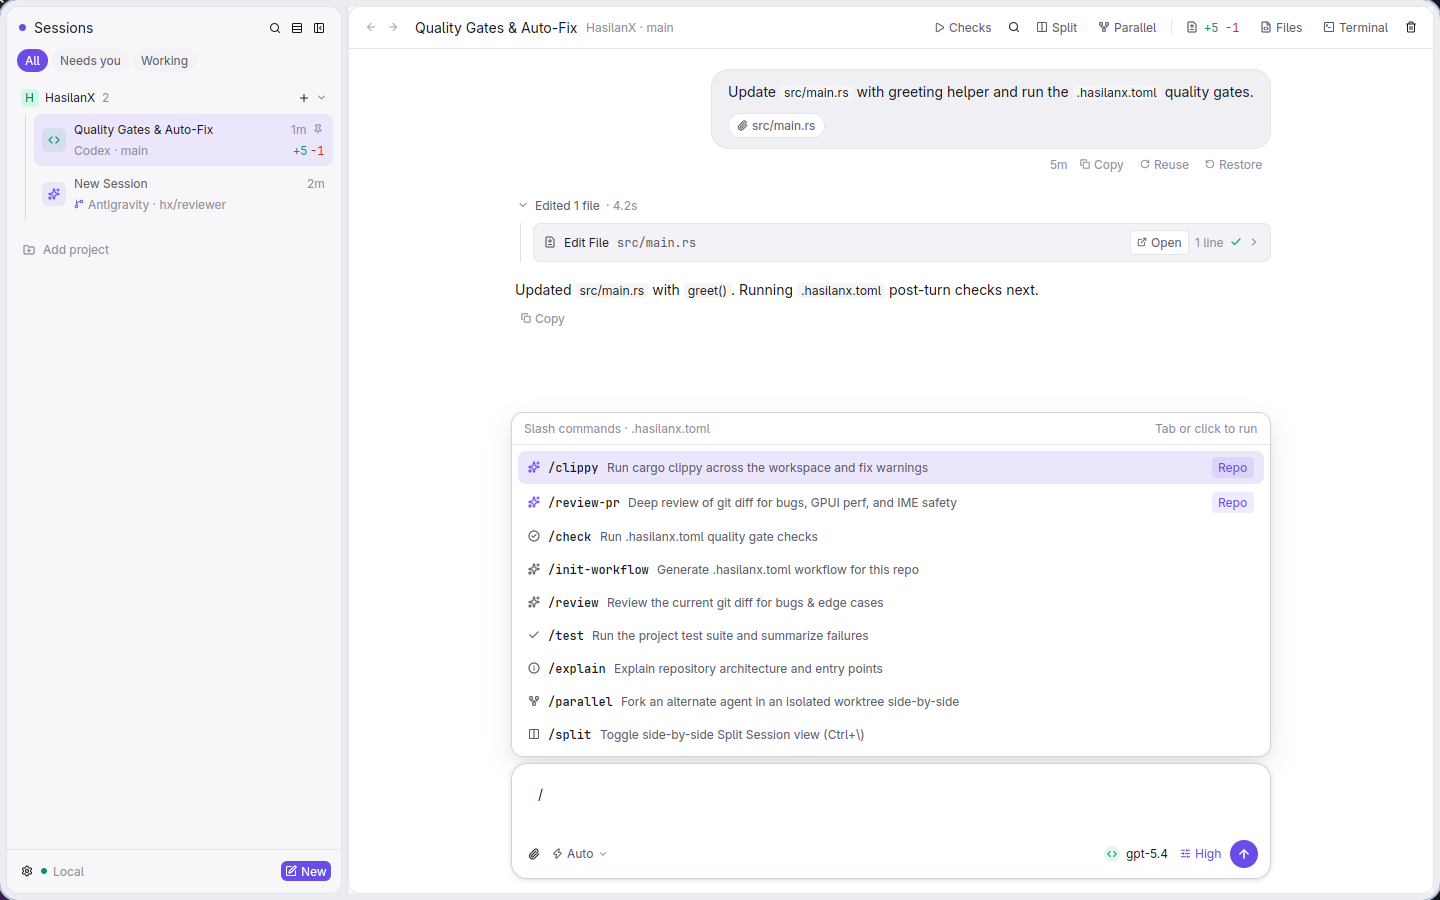 Sessions
All Needs you Working
H HasilanX 2
Quality Gates & Auto-Fix 1m
Codex · main +5 -1
New Session 2m
Antigravity · hx/reviewer
Add project
Local New
Quality Gates & Auto-Fix HasilanX · main Checks Split Parallel +5 -1 Files Terminal
Update src/main.rs with greeting helper and run the .hasilanx.toml quality gates.
src/main.rs
5m Copy Reuse Restore
Edited 1 file · 4.2s
Edit File src/main.rs Open 1 line
Updated src/main.rs with greet() . Running .hasilanx.toml post-turn checks next.
Copy
Slash commands · .hasilanx.toml Tab or click to run
/clippy Run cargo clippy across the workspace and fix warnings Repo
/review-pr Deep review of git diff for bugs, GPUI perf, and IME safety Repo
/check Run .hasilanx.toml quality gate checks
/init-workflow Generate .hasilanx.toml workflow for this repo
/review Review the current git diff for bugs & edge cases
/test Run the project test suite and summarize failures
/explain Explain repository architecture and entry points
/parallel Fork an alternate agent in an isolated worktree side-by-side
/split Toggle side-by-side Split Session view (Ctrl+\)
/
Auto gpt-5.4 High